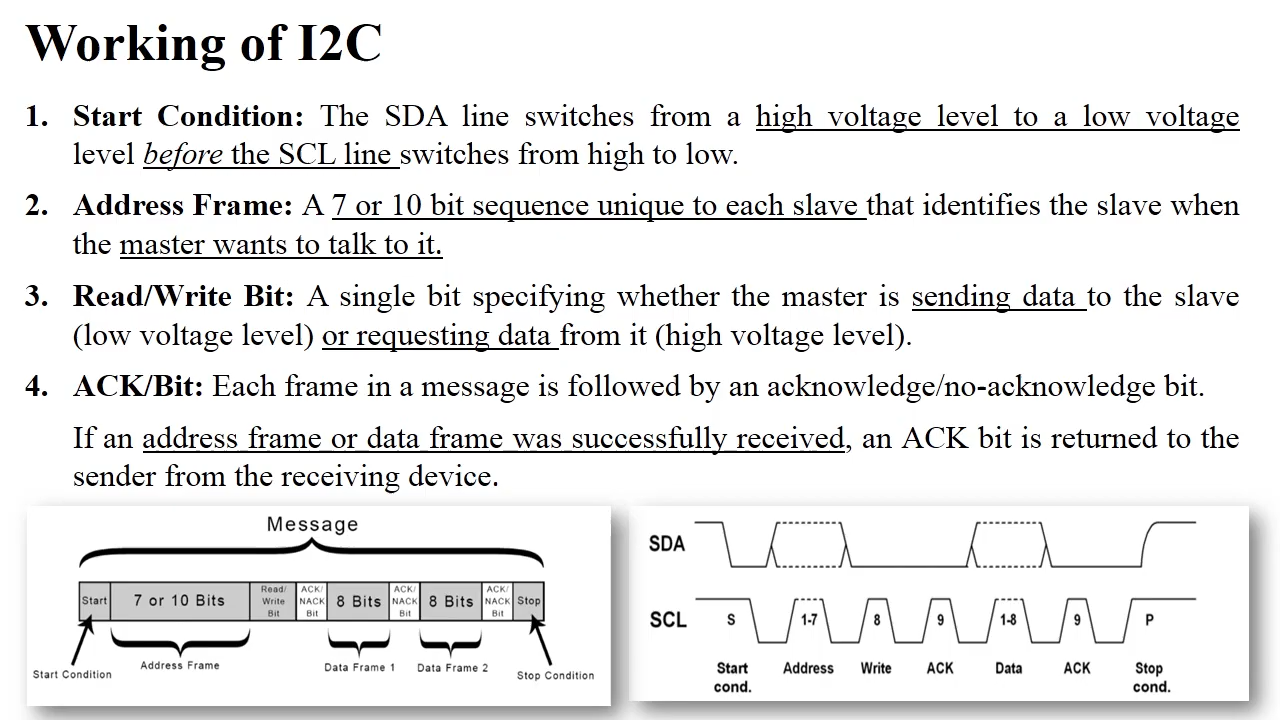 Working of I2C
1. Start Condition: The SDA line switches from a high voltage level to a low voltage
level before the SCL line switches from high to low.
2. Address Frame: A 7 or 10 bit sequence unique to each slave that identifies the slave when
the master wants to talk to it.
3. Read/Write Bit: A single bit specifying whether the master is sending data to the slave
(low voltage level) or requesting data from it (high voltage level).
4. ACK/Bit: Each frame in a message is followed by an acknowledge/no-acknowledge bit.
If an address frame or data frame was successfully received, an ACK bit is returned to the
sender from the receiving device.
Message
Start
7 or 10 Bits
Read/
Write
Bit
ACK/
NACK
Bit
8 Bits
ACK/
NACK
Bit
8 Bits
ACK/
NACK
Bit
Stop
Start Condition
Address Frame
Data Frame 1
Data Frame 2
Stop Condition
SDA
SCL
S 1-7 8 9 1-8 9 P
Start
cond.
Address
Write
ACK
Data
ACK
Stop
cond.